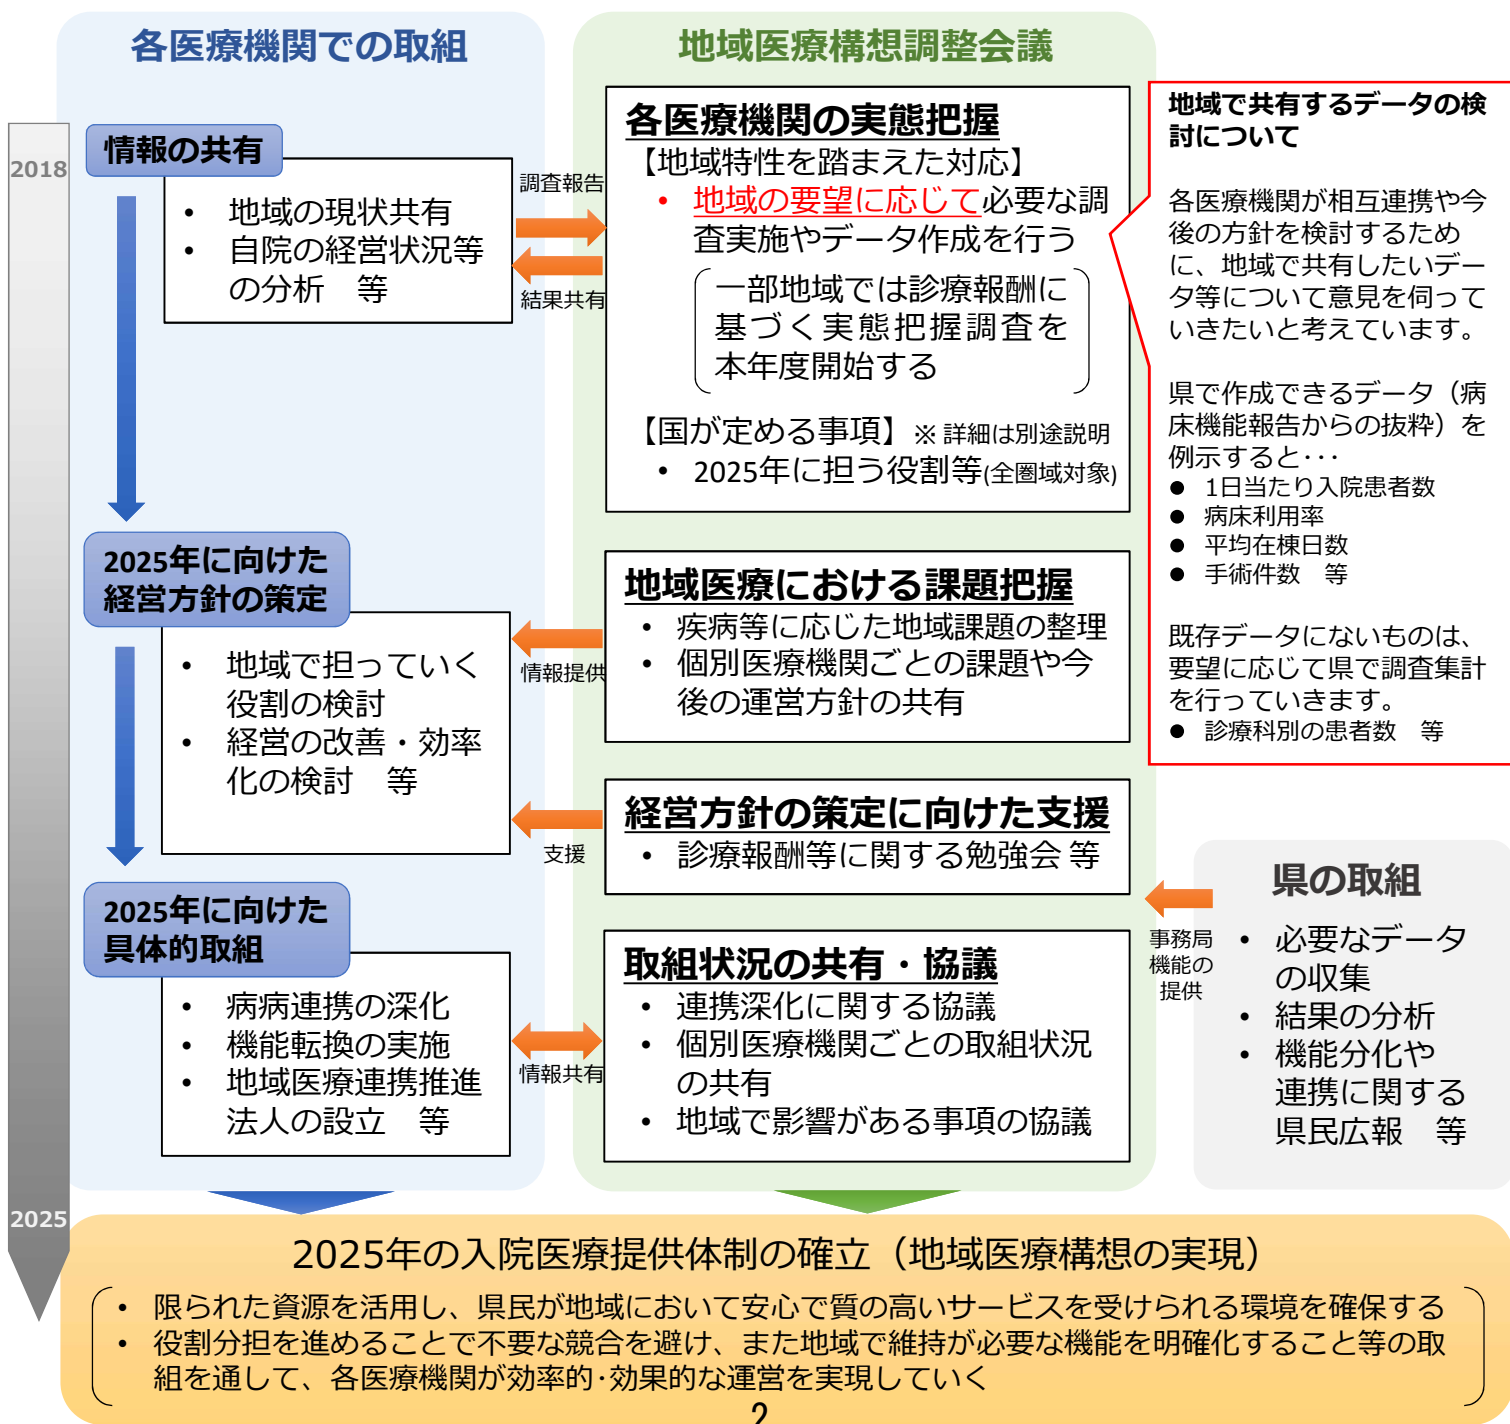 各医療機関での取組
2018
情報の共有
• 地域の現状共有
• 自院の経営状況等
の分析　等
2025年に向けた
経営方針の策定
• 地域で担っていく
役割の検討
• 経営の改善・効率
化の検討　等
2025年に向けた
具体的取組
• 病病連携の深化
• 機能転換の実施
• 地域医療連携推進
法人の設立　等
調査報告
結果共有
情報提供
支援
情報共有
地域医療構想調整会議
各医療機関の実態把握
【地域特性を踏まえた対応】
• 地域の要望に応じて必要な調
査実施やデータ作成を行う
一部地域では診療報酬に
基づく実態把握調査を
本年度開始する
【国が定める事項】※ 詳細は別途説明
• 2025年に担う役割等(全圏域対象)
地域医療における課題把握
• 疾病等に応じた地域課題の整理
• 個別医療機関ごとの課題や今
後の運営方針の共有
経営方針の策定に向けた支援
• 診療報酬等に関する勉強会 等
取組状況の共有・協議
• 連携深化に関する協議
• 個別医療機関ごとの取組状況
の共有
• 地域で影響がある事項の協議
地域で共有するデータの検
討について
各医療機関が相互連携や今
後の方針を検討するため
に、地域で共有したいデー
タ等について意見を伺って
いきたいと考えています。
県で作成できるデータ（病
床機能報告からの抜粋）を
例示すると･･･
● 1日当たり入院患者数
● 病床利用率
● 平均在棟日数
● 手術件数　等
既存データにないものは、
要望に応じて県で調査集計
を行っていきます。
● 診療科別の患者数　等
事務局
機能の
提供
県の取組
• 必要なデータ
の収集
• 結果の分析
• 機能分化や
連携に関する
県民広報　等
2025
2025年の入院医療提供体制の確立（地域医療構想の実現）
• 限られた資源を活用し、県民が地域において安心で質の高いサービスを受けられる環境を確保する
• 役割分担を進めることで不要な競合を避け、また地域で維持が必要な機能を明確化すること等の取
組を通して、各医療機関が効率的･効果的な運営を実現していく
2